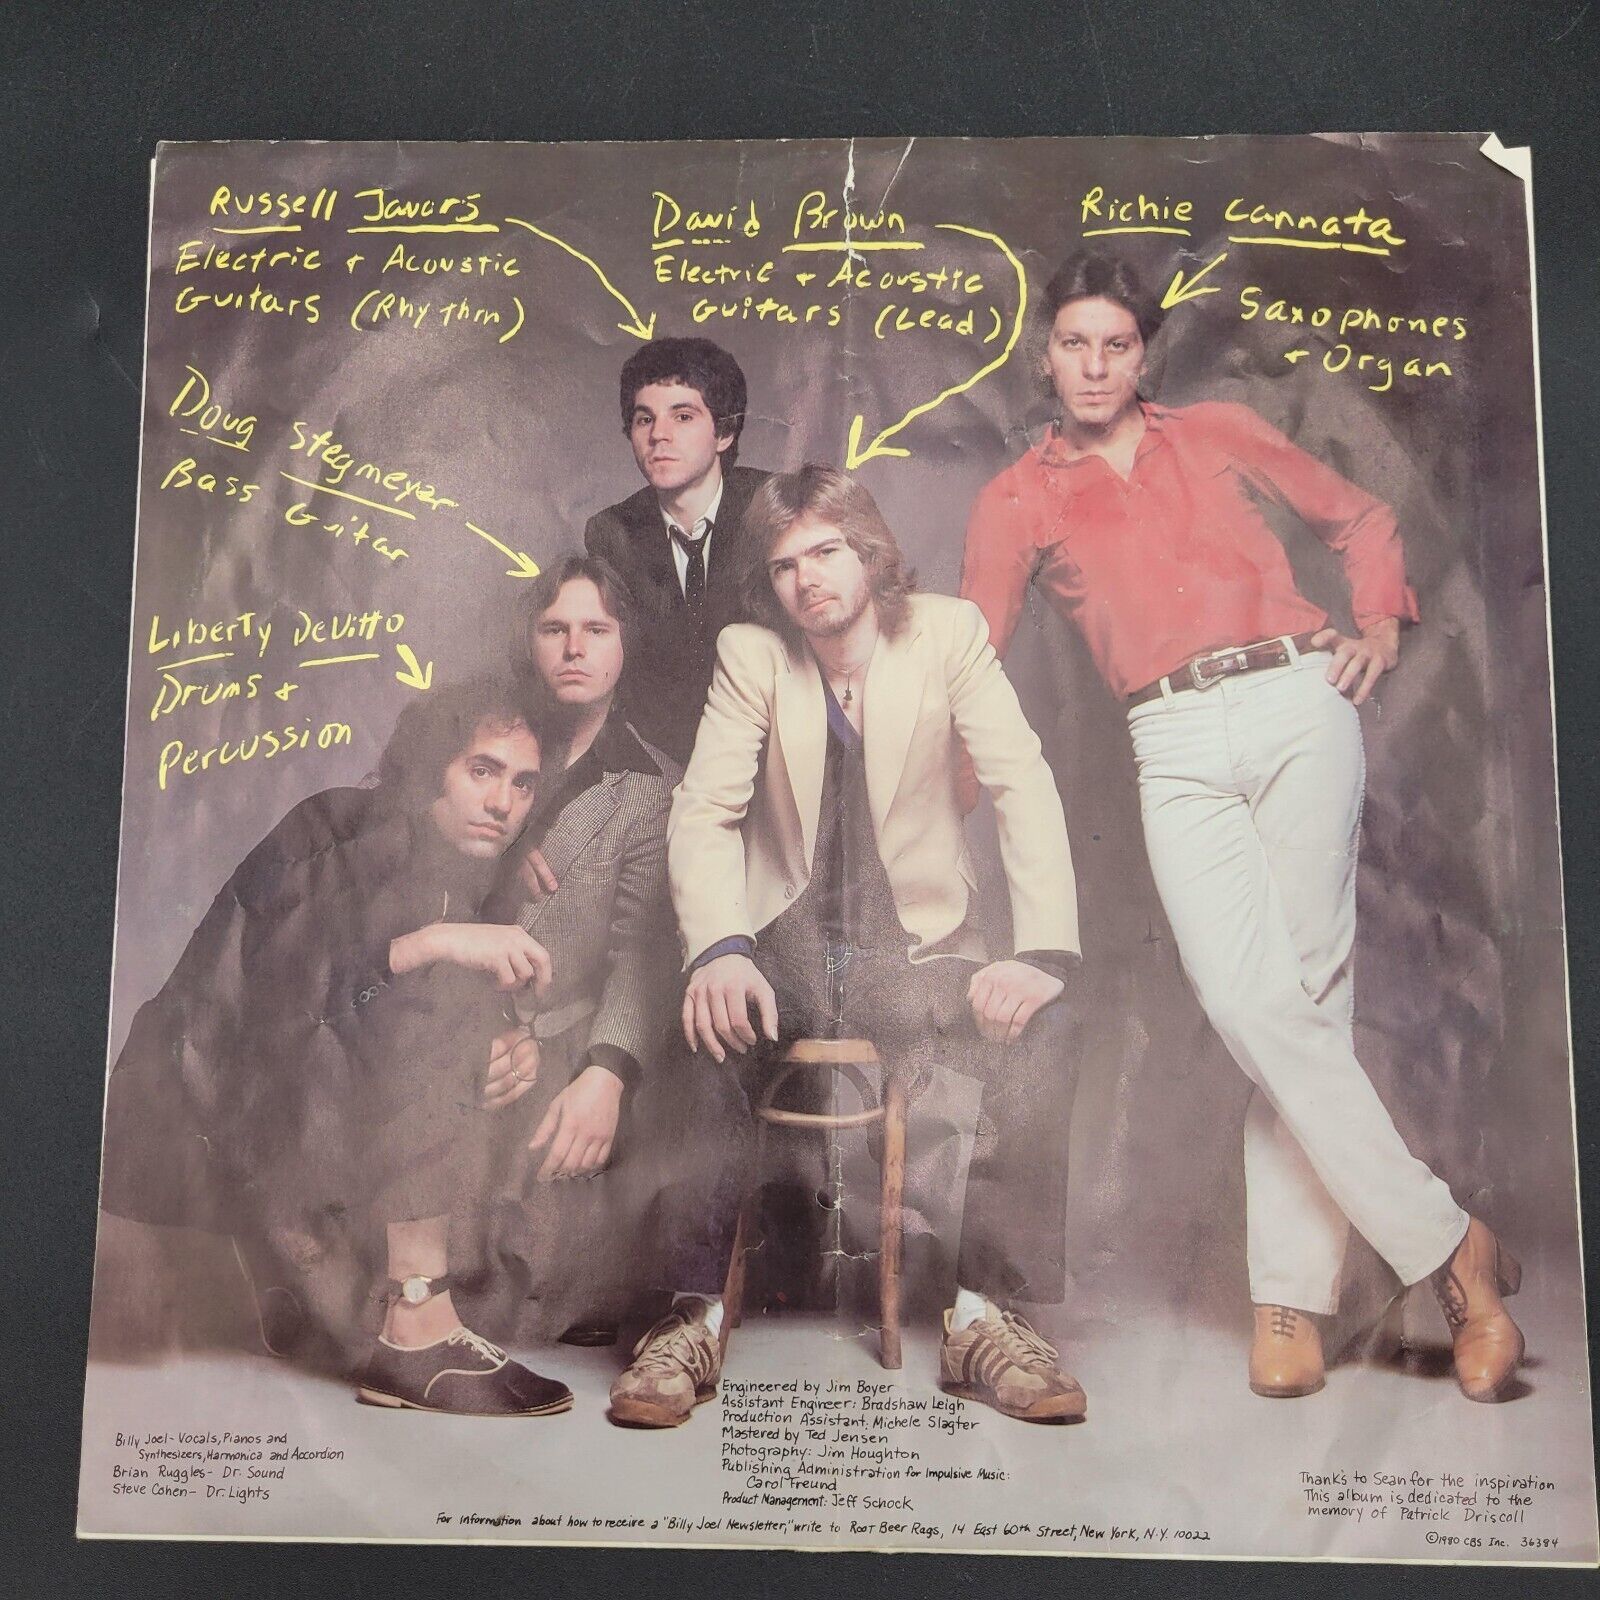 Russell Javors
Electric + Acoustic
Guitars (Rhythm)
David Brown
Electric + Acoustic
Guitars (Lead)
Richie Cannata
Saxophones
+ Organ
Doug Stegmeyer
Bass Guitar
Liberty DeVitto
Drums +
Percussion
Engineered by Jim Boyer
Assistant Engineer: Bradshaw Leigh
Production Assistant: Michele Slagter
Mastered by Ted Jensen
Photography: Jim Houghton
Publishing Administration for Impulsive Music:
Carol Freund
Product Management: Jeff Schock
Billy Joel - Vocals, Pianos and
Synthesizers, Harmonica and Accordion
Brian Ruggles - Dr. Sound
Steve Cohen - Dr. Lights
Thanks to Sean for the inspiration
This album is dedicated to the
memory of Patrick Driscoll
For information about how to receive a "Billy Joel Newsletter," write to Root Beer Rags, 14 East 60th Street, New York, N.Y. 10022
©1980 CBS Inc. 36384